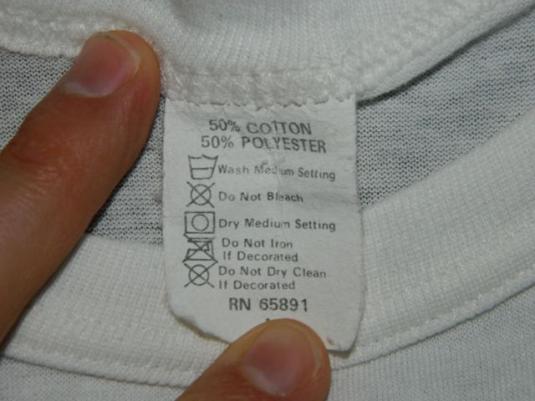 50% COTTON
50% POLYESTER
Wash Medium Setting
Do Not Bleach
Dry Medium Setting
Do Not Iron
If Decorated
Do Not Dry Clean
If Decorated
RN 65891